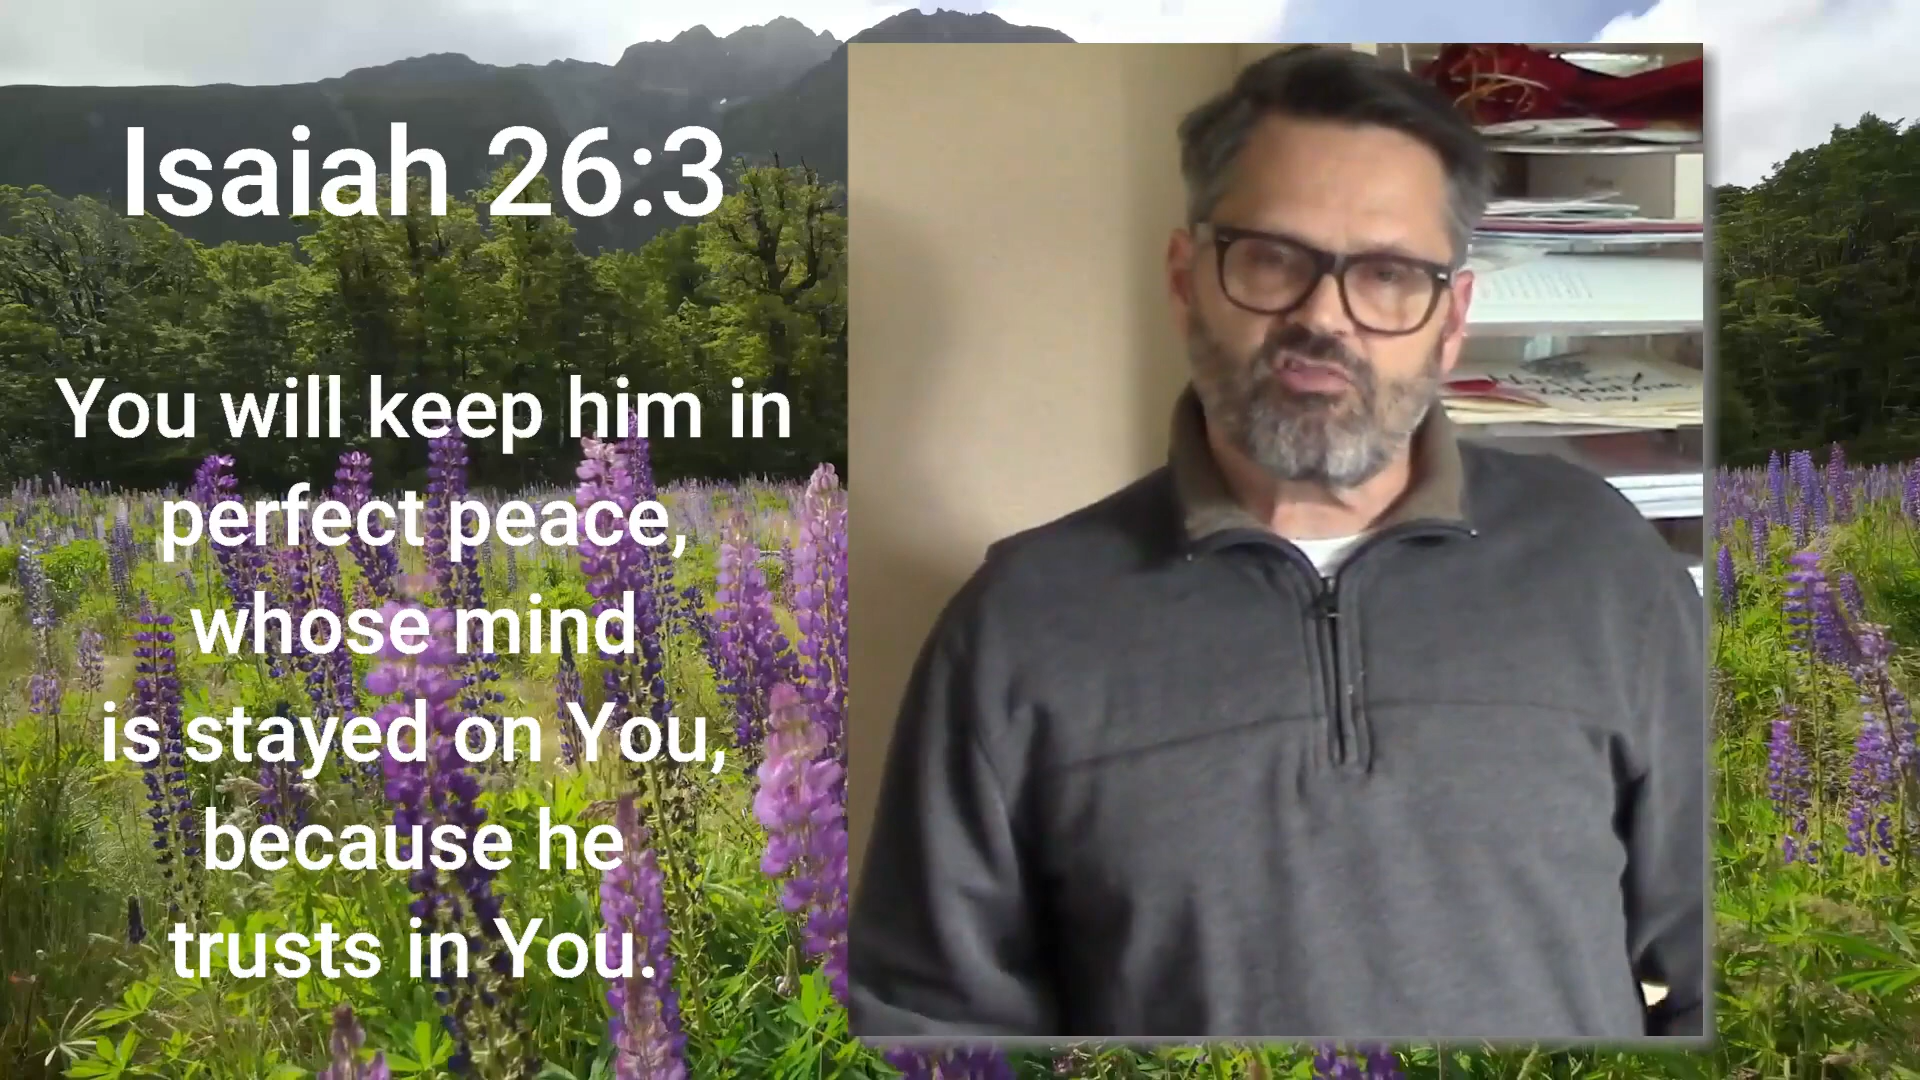 Isaiah 26:3
You will keep him in
perfect peace,
whose mind
is stayed on You,
because he
trusts in You.